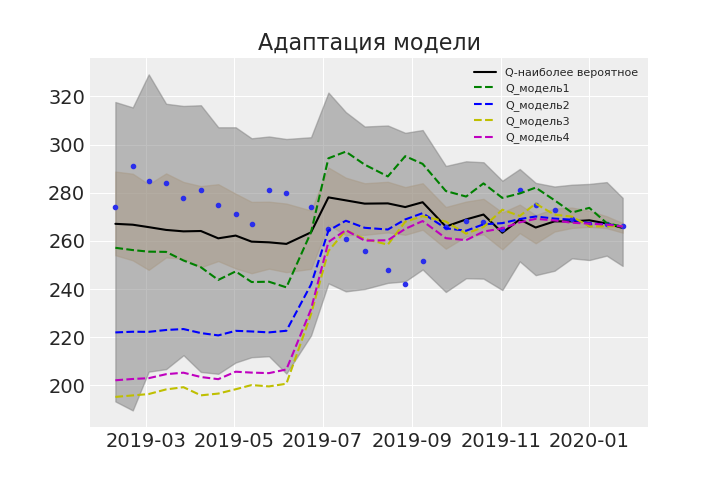 Адаптация модели
Q-наиболее вероятное
Q_модель1
Q_модель2
Q_модель3
Q_модель4
320
300
280
260
240
220
200
2019-03 2019-05 2019-07 2019-09 2019-11 2020-01